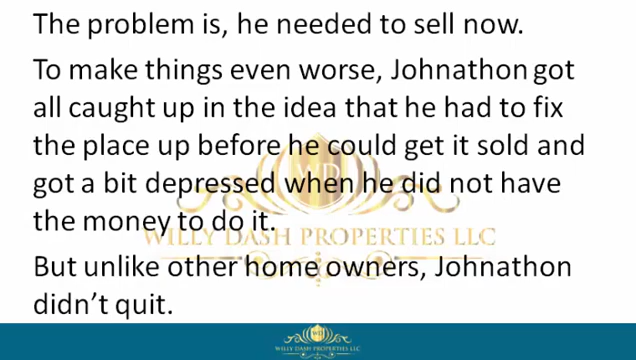 The problem is, he needed to sell now.
To make things even worse, Johnathon got
all caught up in the idea that he had to fix
the place up before he could get it sold and
got a bit depressed when he did not have
the money to do it.
WILLY DASH PROPERTIES LLC
But unlike other home owners, Johnathon
didn’t quit.
WILLY DASH PROPERTIES LLC